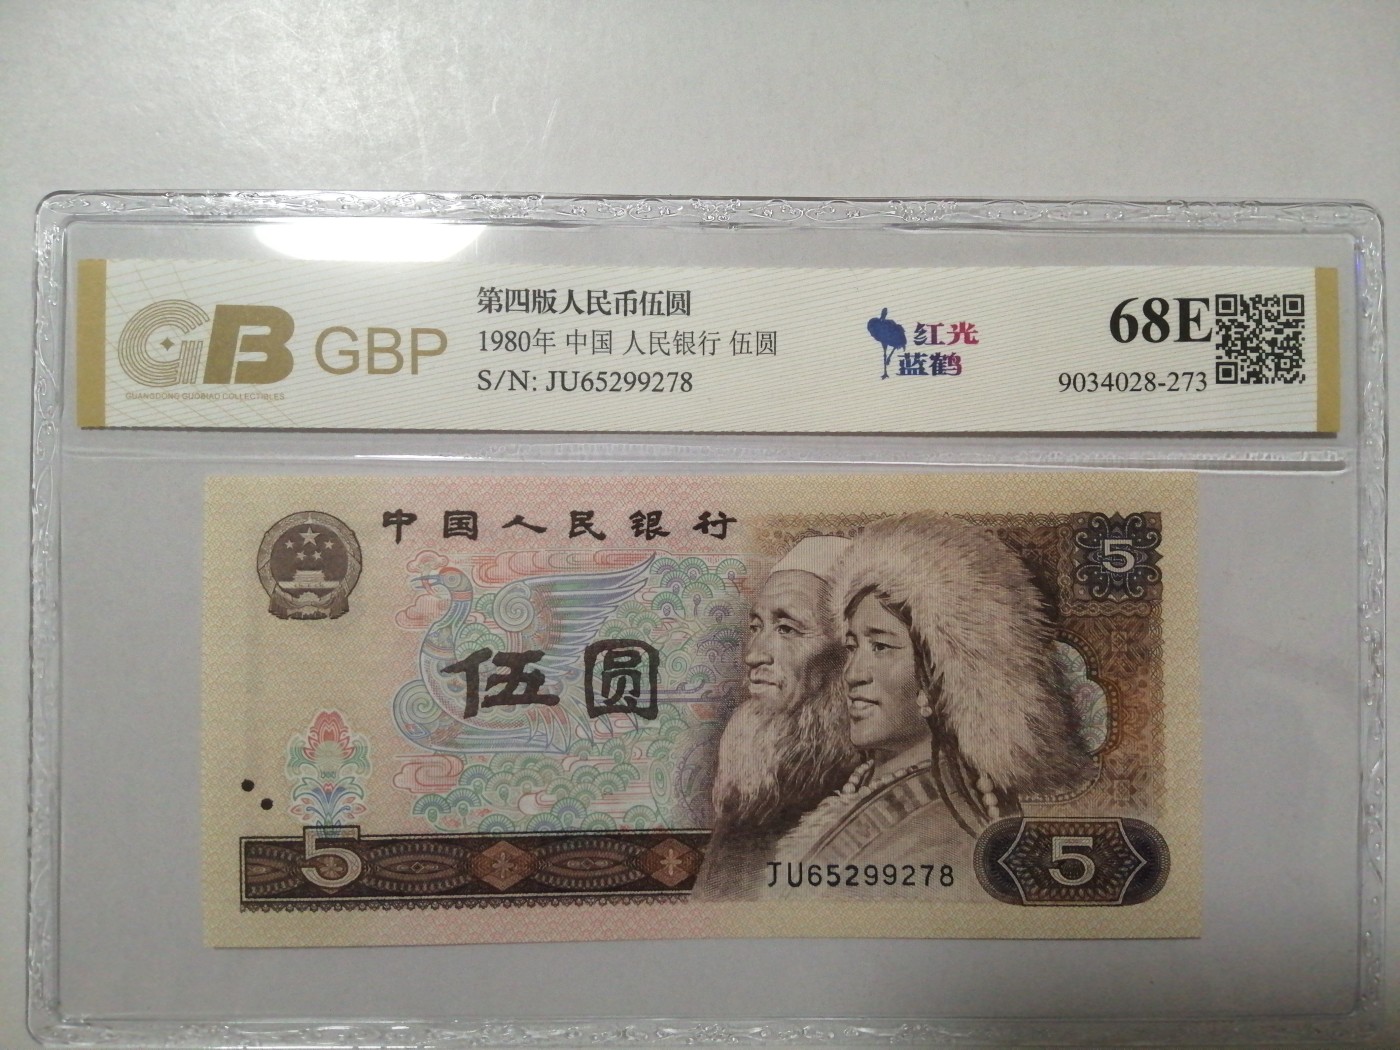 GB GBP
GUANGDONG GUOBIAO COLLECTIBLES
第四版人民币伍圆
1980年 中国 人民银行 伍圆
S/N: JU65299278
红光
蓝鹤
68E
9034028-273
中国人民银行
5
伍圆
5
JU65299278
5